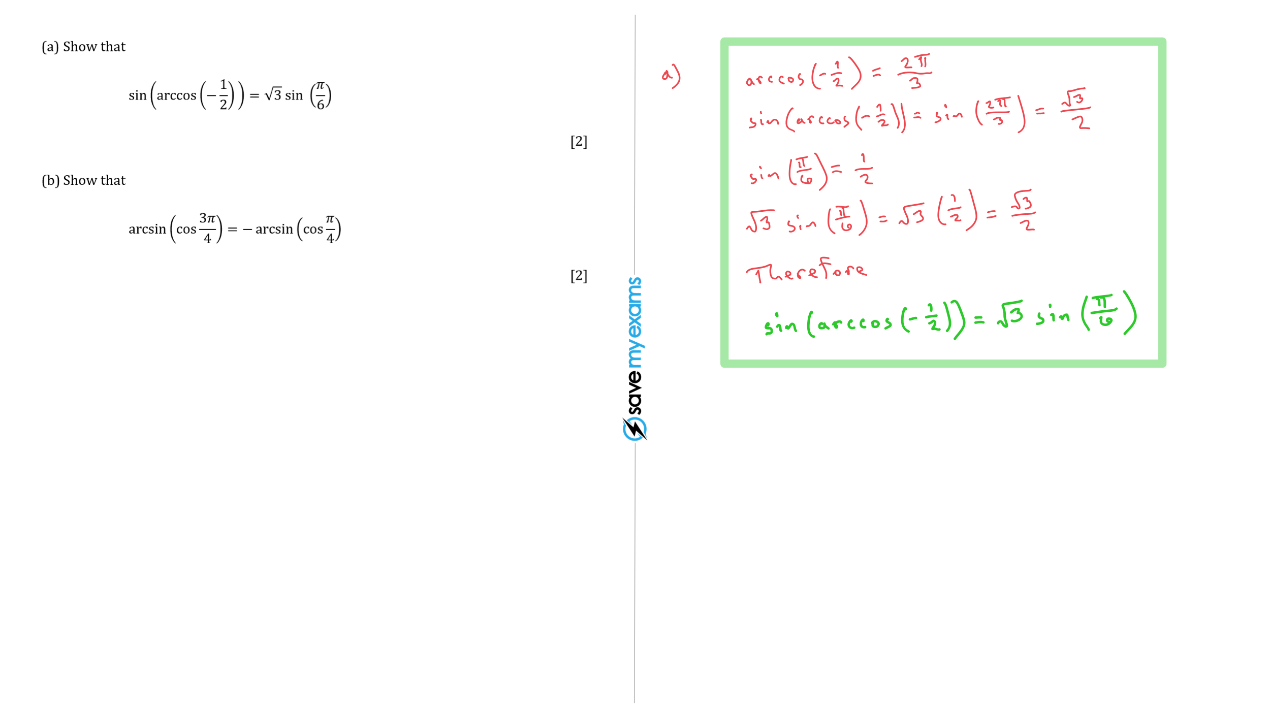 (a) Show that
sin(arccos(−1/2)) = √3 sin (π/6)
[2]
(b) Show that
arcsin(cos 3π/4) = − arcsin(cos π/4)
[2]
save my exams
a)
arccos(-1/2) = 2π/3
sin(arccos(-1/2)) = sin(2π/3) = √3/2
sin(π/6) = 1/2
√3 sin(π/6) = √3 (1/2) = √3/2
Therefore
sin(arccos(-1/2)) = √3 sin(π/6)